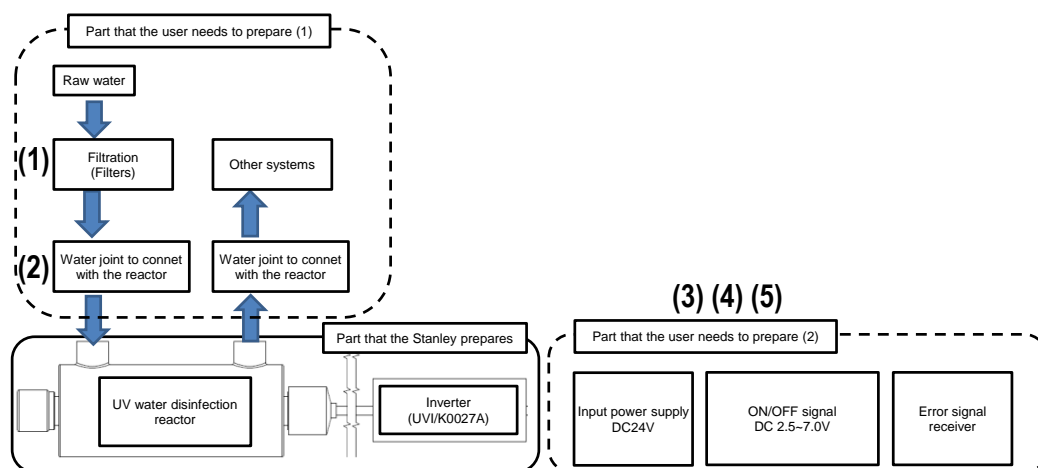 Part that the user needs to prepare (1)
Raw water
(1)
Filtration
(Filters)
Other systems
(2)
Water joint to connet
with the reactor
Water joint to connet
with the reactor
(3) (4) (5)
Part that the Stanley prepares
Part that the user needs to prepare (2)
UV water disinfection
reactor
Inverter
(UVI/K0027A)
Input power supply
DC24V
ON/OFF signal
DC 2.5~7.0V
Error signal
receiver